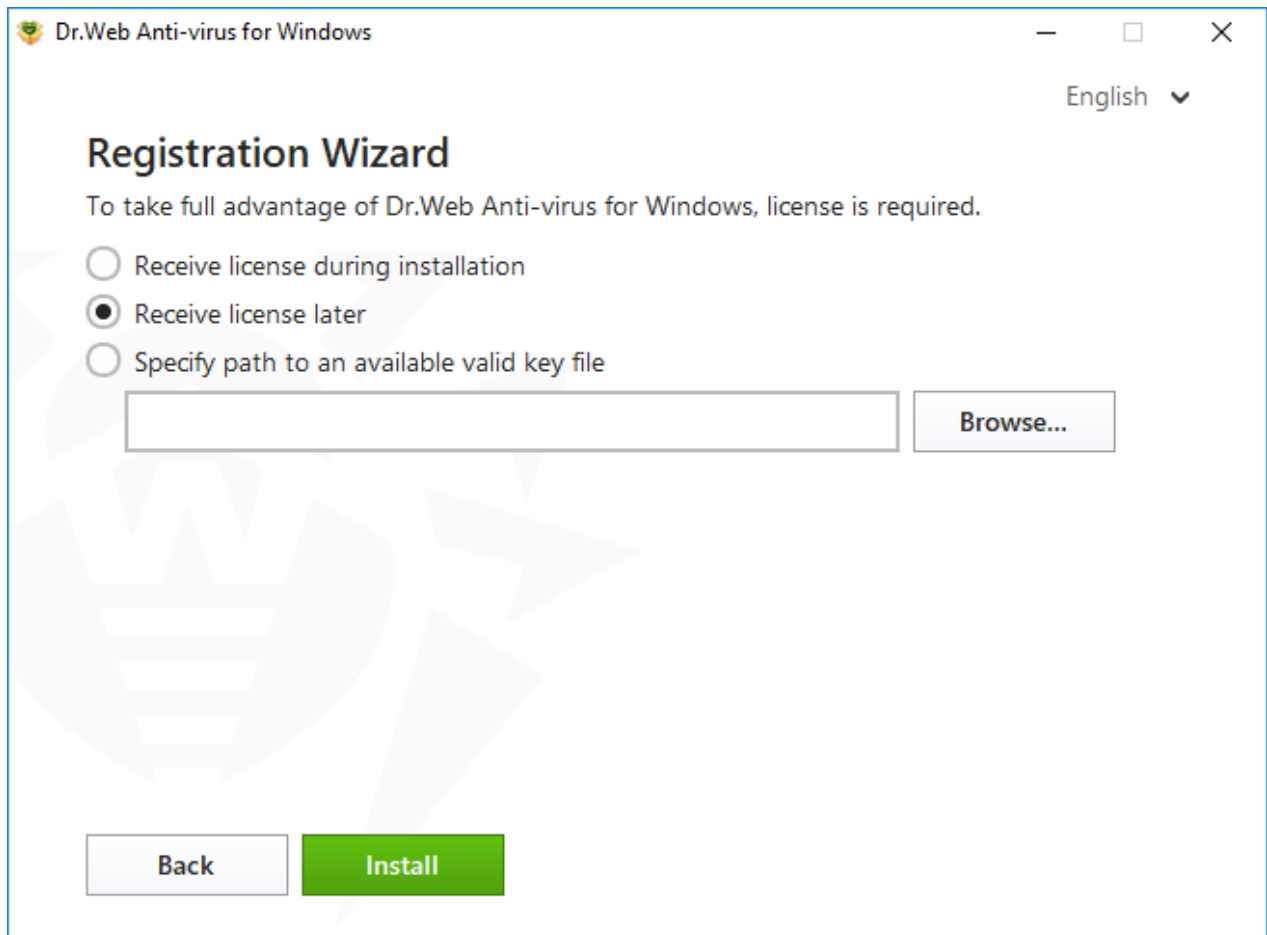 Dr.Web Anti-virus for Windows
English
Registration Wizard
To take full advantage of Dr.Web Anti-virus for Windows, license is required.
Receive license during installation
Receive license later
Specify path to an available valid key file
Browse...
Back
Install